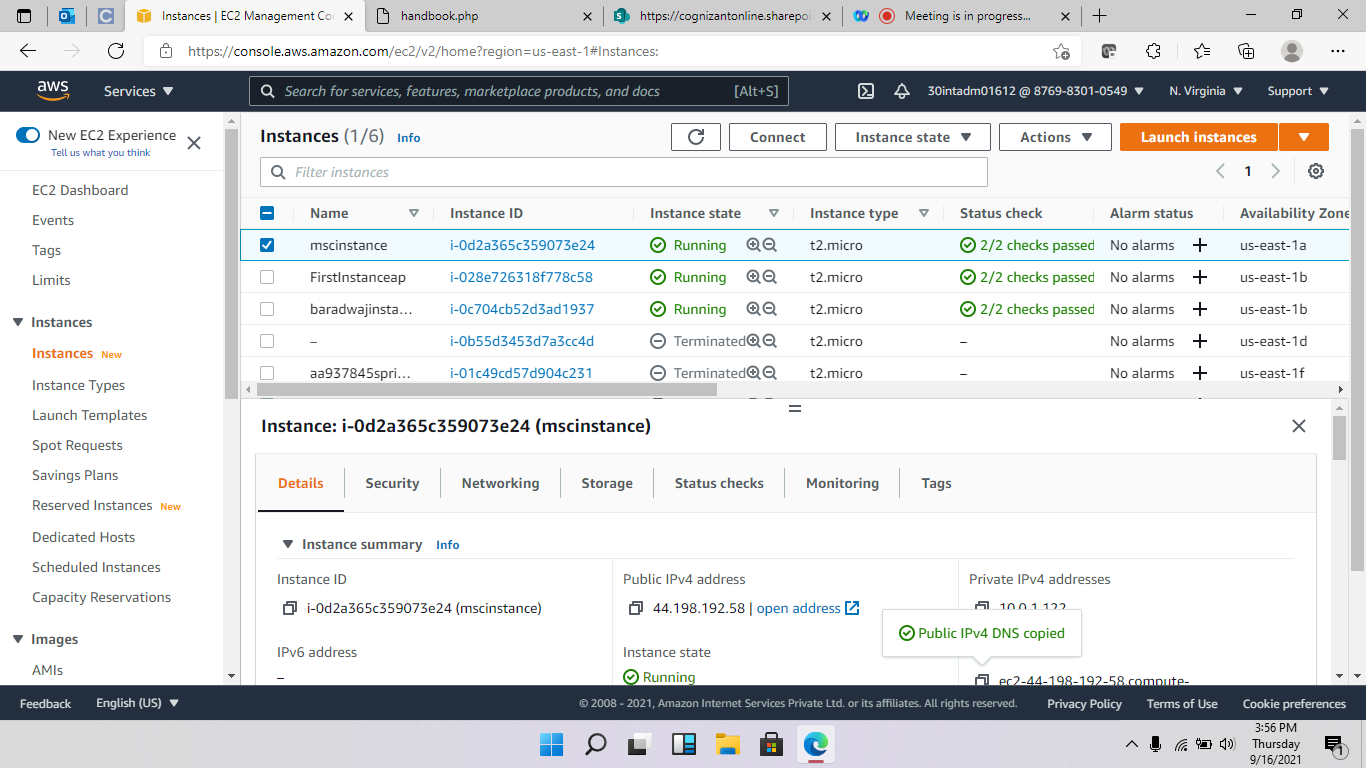 Instances | EC2 Management Co
handbook.php
https://cognizantonline.sharepoi
Meeting is in progress...
https://console.aws.amazon.com/ec2/v2/home?region=us-east-1#Instances:
aws
Services
Search for services, features, marketplace products, and docs [Alt+S]
30intadm01612 @ 8769-8301-0549
N. Virginia
Support
New EC2 Experience
Tell us what you think
EC2 Dashboard
Events
Tags
Limits
Instances
Instances New
Instance Types
Launch Templates
Spot Requests
Savings Plans
Reserved Instances New
Dedicated Hosts
Scheduled Instances
Capacity Reservations
Images
AMIs
Instances (1/6) Info
Connect
Instance state
Actions
Launch instances
Filter instances
1
Name Instance ID Instance state Instance type Status check Alarm status Availability Zone
mscinstance i-0d2a365c359073e24 Running t2.micro 2/2 checks passed No alarms + us-east-1a
FirstInstanceap i-028e726318f778c58 Running t2.micro 2/2 checks passed No alarms + us-east-1b
baradwajinsta... i-0c704cb52d3ad1937 Running t2.micro 2/2 checks passed No alarms + us-east-1b
– i-0b55d3453d7a3cc4d Terminated t2.micro – No alarms + us-east-1d
aa937845spri... i-01c49cd57d904c231 Terminated t2.micro – No alarms + us-east-1f
Instance: i-0d2a365c359073e24 (mscinstance)
Details Security Networking Storage Status checks Monitoring Tags
Instance summary Info
Instance ID
i-0d2a365c359073e24 (mscinstance)
Public IPv4 address
44.198.192.58 | open address
Private IPv4 addresses
10.0.1.122
Public IPv4 DNS copied
IPv6 address
–
Instance state
Running
ec2-44-198-192-58.compute-
Feedback
English (US)
© 2008 - 2021, Amazon Internet Services Private Ltd. or its affiliates. All rights reserved.
Privacy Policy
Terms of Use
Cookie preferences
3:56 PM
Thursday
9/16/2021
1